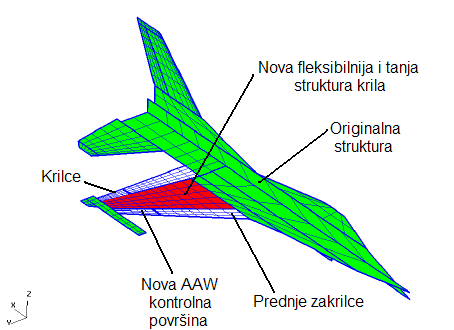 Nova fleksibilnija i tanja
struktura krila
Originalna
struktura
Krilce
Nova AAW
kontrolna
površina
Prednje zakrilce
z
x
y